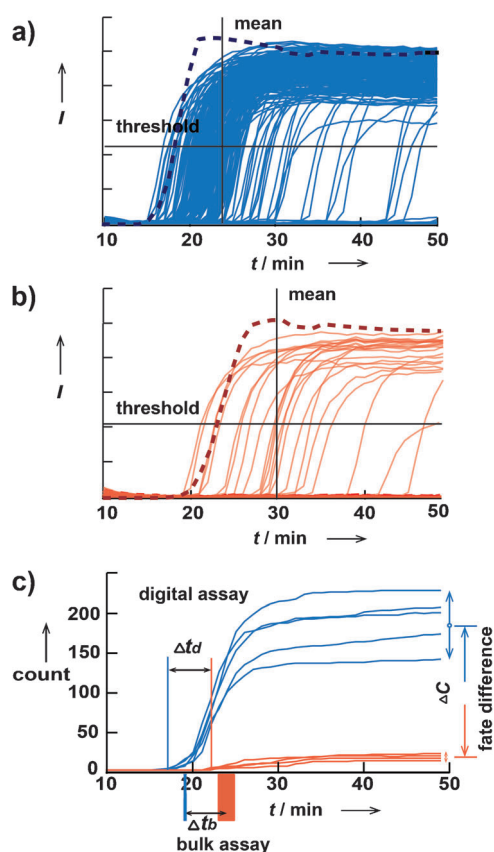 a)
mean
I
threshold
10 20 30 40 50
t / min
b)
mean
I
threshold
10 20 30 40 50
t / min
c)
digital assay
200
Δtd
150
count
100
ΔC
fate difference
50
0
10 20 30 40 50
t / min
Δtb
bulk assay